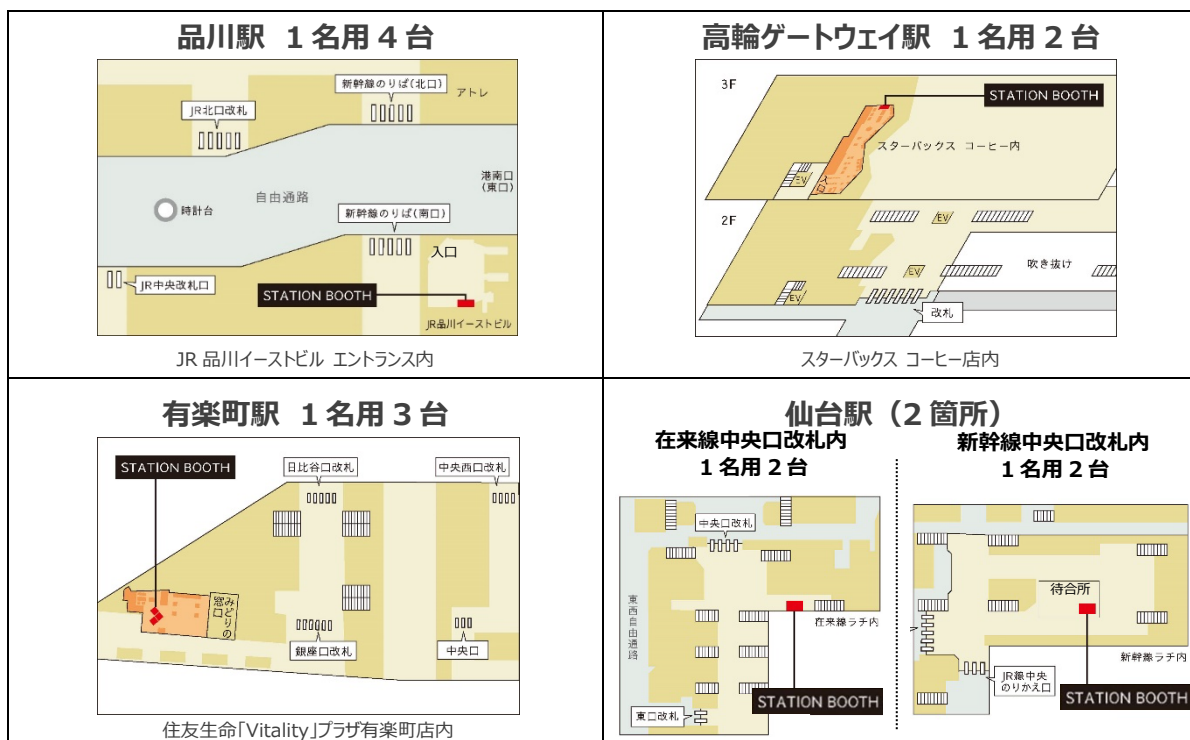 品川駅 1名用4台
新幹線のりば(北口)
アトレ
JR北口改札
港南口
(東口)
自由通路
時計台
新幹線のりば(南口)
入口
JR中央改札口
STATION BOOTH
JR品川イーストビル
JR 品川イーストビル エントランス内
高輪ゲートウェイ駅 1名用2台
3F
STATION BOOTH
スターバックス コーヒー内
EV
入口
2F
EV
吹き抜け
EV
EV
改札
スターバックス コーヒー店内
有楽町駅 1名用3台
STATION BOOTH
日比谷口改札
中央西口改札
みどりの
窓口
銀座口改札
中央口
住友生命「Vitality」プラザ有楽町店内
仙台駅（2箇所）
在来線中央口改札内
1名用2台
中央口改札
東西自由通路
在来線ラチ内
STATION BOOTH
東口改札
新幹線中央口改札内
1名用2台
待合所
新幹線ラチ内
JR線中央
のりかえ口
STATION BOOTH